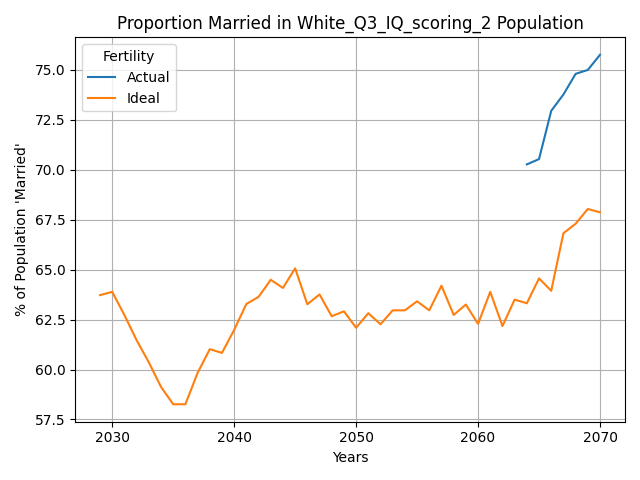 Proportion Married in White_Q3_IQ_scoring_2 Population
Fertility
Actual
Ideal
% of Population 'Married'
75.0
72.5
70.0
67.5
65.0
62.5
60.0
57.5
2030
2040
2050
2060
2070
Years